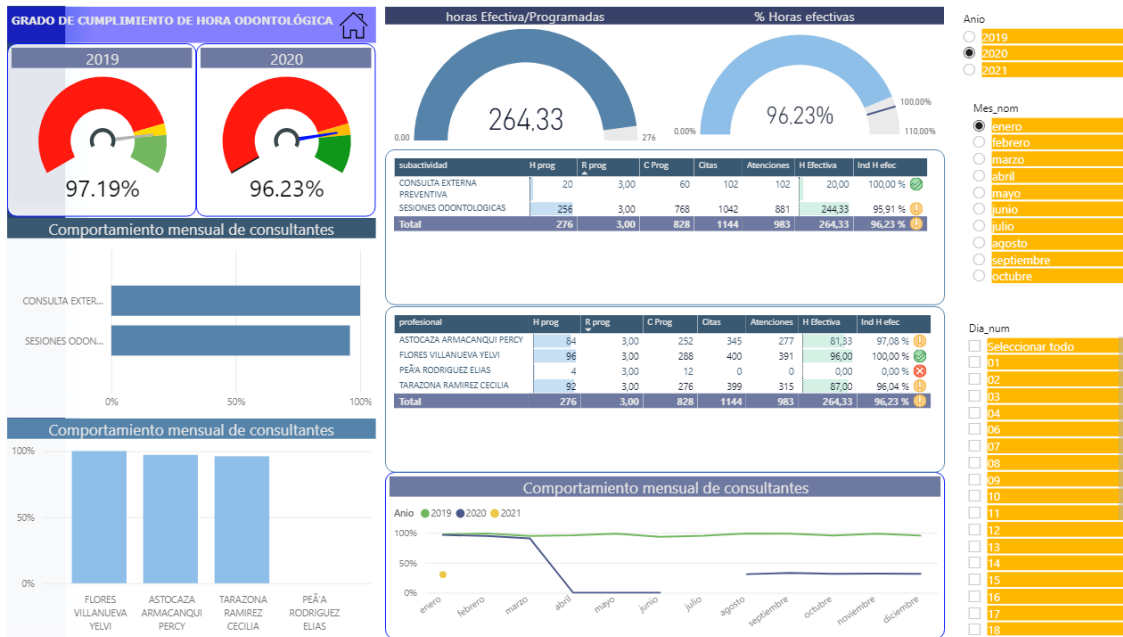 GRADO DE CUMPLIMIENTO DE HORA ODONTOLÓGICA
2019
2020
97.19%
96.23%
Comportamiento mensual de consultantes
CONSULTA EXTER...
SESIONES ODON...
0%
50%
100%
Comportamiento mensual de consultantes
100%
50%
0%
FLORES VILLANUEVA YELVI
ASTOCAZA ARMACANQUI PERCY
TARAZONA RAMIREZ CECILIA
PEÃ'A RODRIGUEZ ELIAS
horas Efectiva/Programadas
% Horas efectivas
264,33
0.00
276
96.23%
0,00%
100,00%
110,00%
subactividad H prog R prog C Prog Citas Atenciones H Efectiva Ind H efec
CONSULTA EXTERNA PREVENTIVA 20 3,00 60 102 102 20,00 100,00 %
SESIONES ODONTOLOGICAS 256 3,00 768 1042 881 244,33 95,91 %
Total 276 3,00 828 1144 983 264,33 96,23 %
profesional H prog R prog C Prog Citas Atenciones H Efectiva Ind H efec
ASTOCAZA ARMACANQUI PERCY 84 3,00 252 345 277 81,33 97,08 %
FLORES VILLANUEVA YELVI 96 3,00 288 400 391 96,00 100,00 %
PEÃ'A RODRIGUEZ ELIAS 4 3,00 12 0 0 0,00 0,00 %
TARAZONA RAMIREZ CECILIA 92 3,00 276 399 315 87,00 96,04 %
Total 276 3,00 828 1144 983 264,33 96,23 %
Comportamiento mensual de consultantes
Anio 2019 2020 2021
100%
50%
0%
enero febrero marzo abril mayo junio julio agosto septiembre octubre noviembre diciembre
Anio
2019
2020
2021
Mes_nom
enero
febrero
marzo
abril
mayo
junio
julio
agosto
septiembre
octubre
Dia_num
Seleccionar todo
01
02
03
04
06
07
08
09
10
11
12
13
14
15
16
17
18